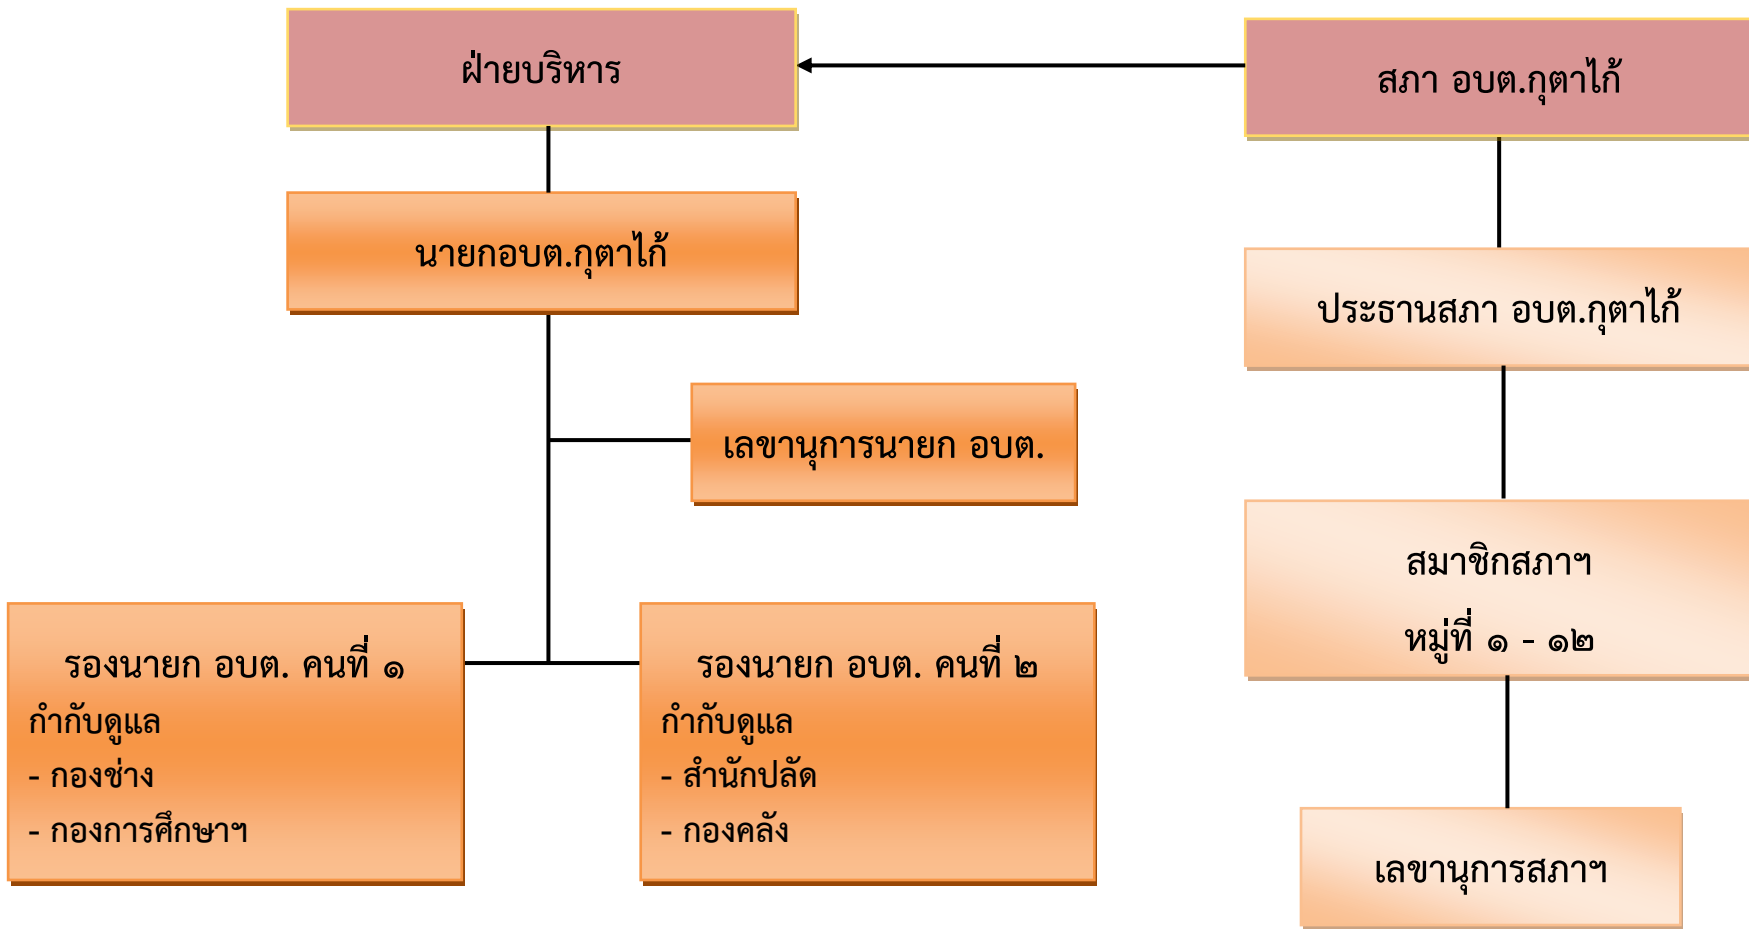 ฝ่ายบริหาร
สภา อบต.กุตาไก้
นายกอบต.กุตาไก้
ประธานสภา อบต.กุตาไก้
เลขานุการนายก อบต.
สมาชิกสภาฯ
หมู่ที่ ๑ - ๑๒
รองนายก อบต. คนที่ ๑
กำกับดูแล
- กองช่าง
- กองการศึกษาฯ
รองนายก อบต. คนที่ ๒
กำกับดูแล
- สำนักปลัด
- กองคลัง
เลขานุการสภาฯ